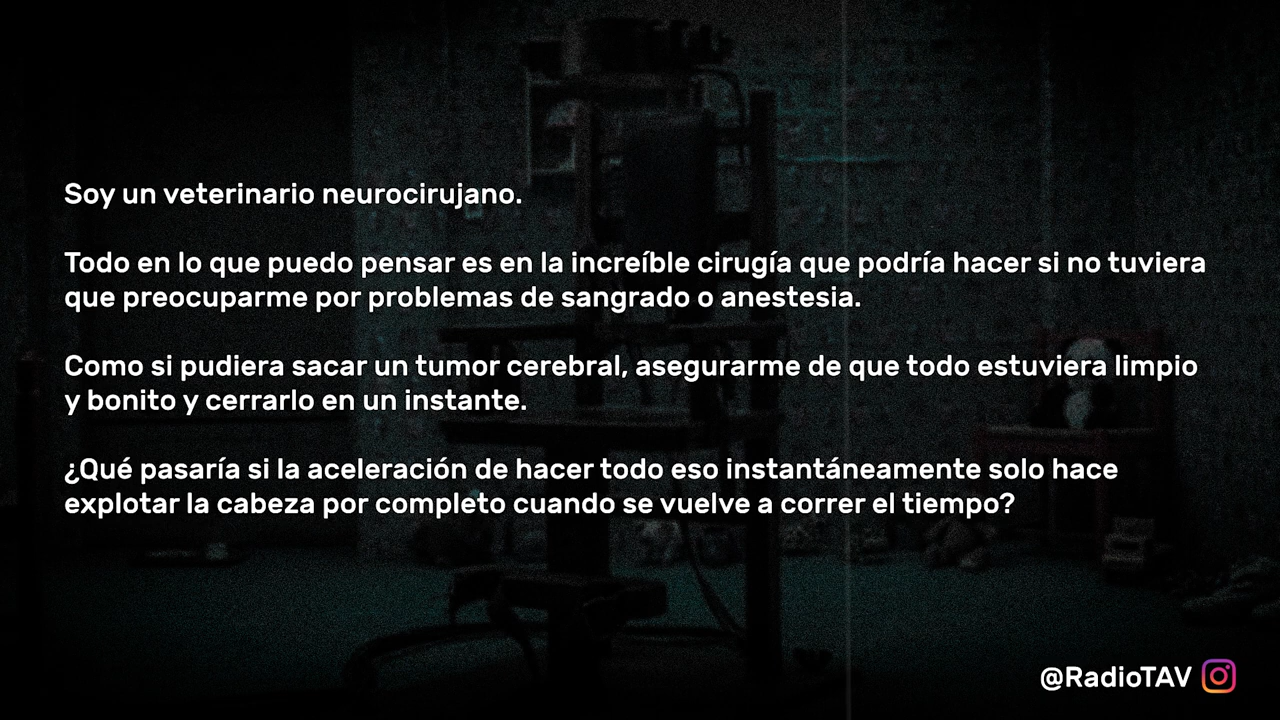 Soy un veterinario neurocirujano.
Todo en lo que puedo pensar es en la increíble cirugía que podría hacer si no tuviera
que preocuparme por problemas de sangrado o anestesia.
Como si pudiera sacar un tumor cerebral, asegurarme de que todo estuviera limpio
y bonito y cerrarlo en un instante.
¿Qué pasaría si la aceleración de hacer todo eso instantáneamente solo hace
explotar la cabeza por completo cuando se vuelve a correr el tiempo?
@RadioTAV